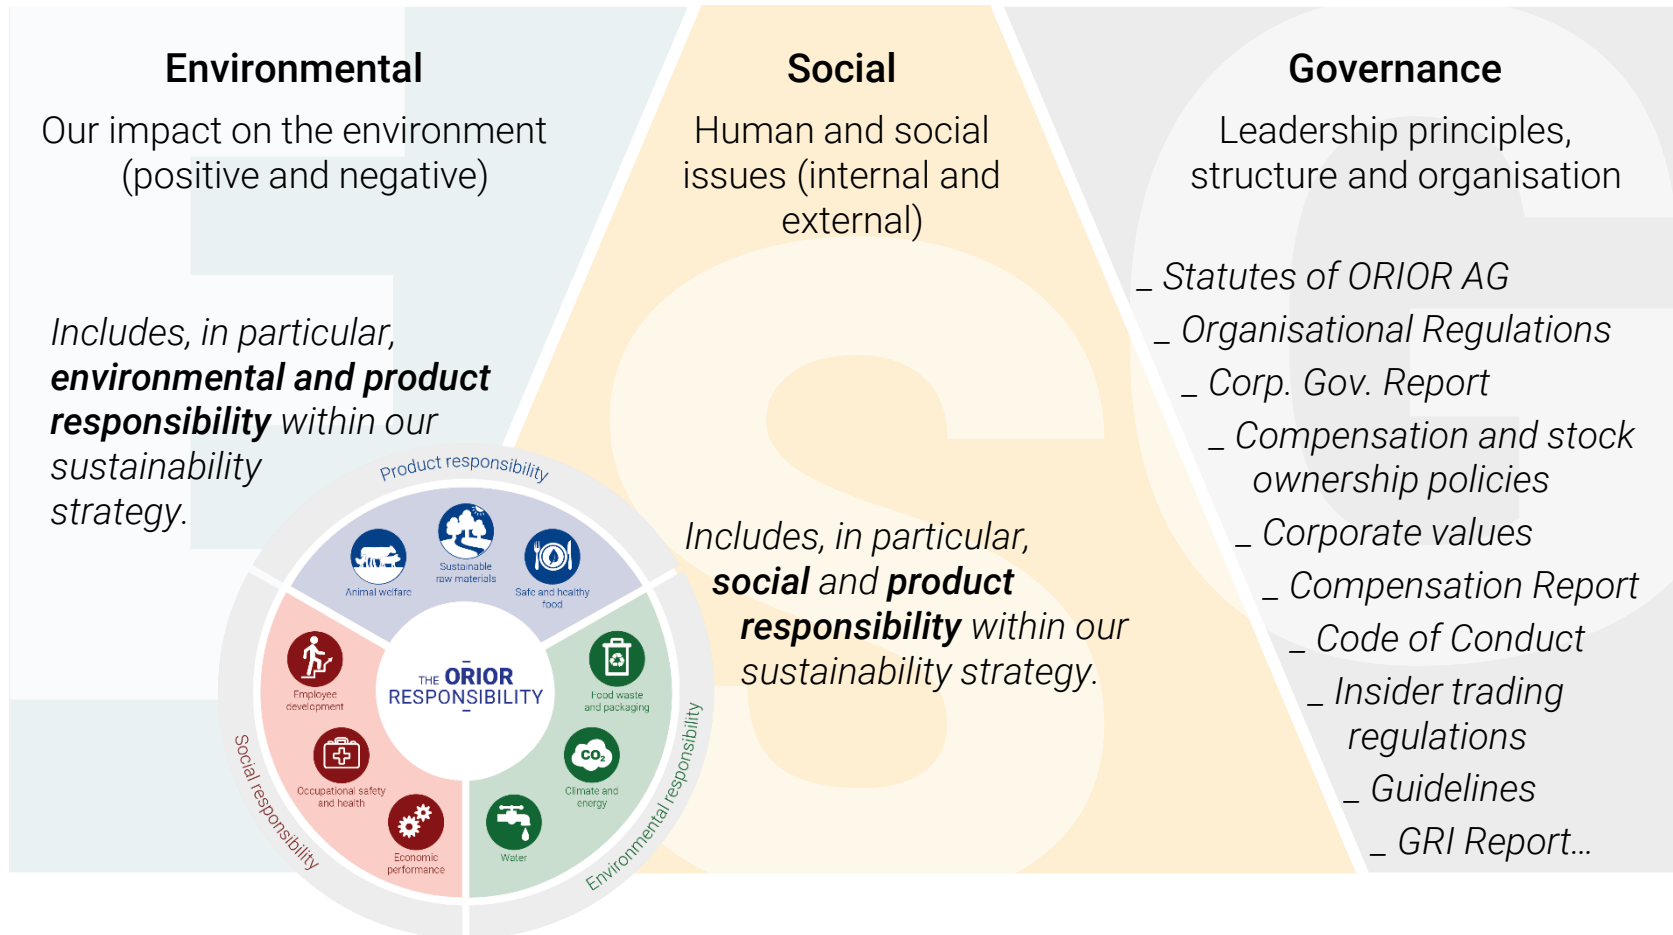 Environmental
Our impact on the environment
(positive and negative)
Includes, in particular,
environmental and product
responsibility within our
sustainability
strategy.
Social
Human and social
issues (internal and
external)
Includes, in particular,
social and product
responsibility within our
sustainability strategy.
Governance
Leadership principles,
structure and organisation
_ Statutes of ORIOR AG
_ Organisational Regulations
_ Corp. Gov. Report
_ Compensation and stock
ownership policies
_ Corporate values
_ Compensation Report
_ Code of Conduct
_ Insider trading
regulations
_ Guidelines
_ GRI Report...
Product responsibility
Animal welfare
Sustainable
raw materials
Safe and healthy
food
Employee
development
Occupational safety
and health
Economic
performance
Social responsibility
THE ORIOR
RESPONSIBILITY
Food waste
and packaging
CO₂
Climate and
energy
Water
Environmental responsibility
E
S
G